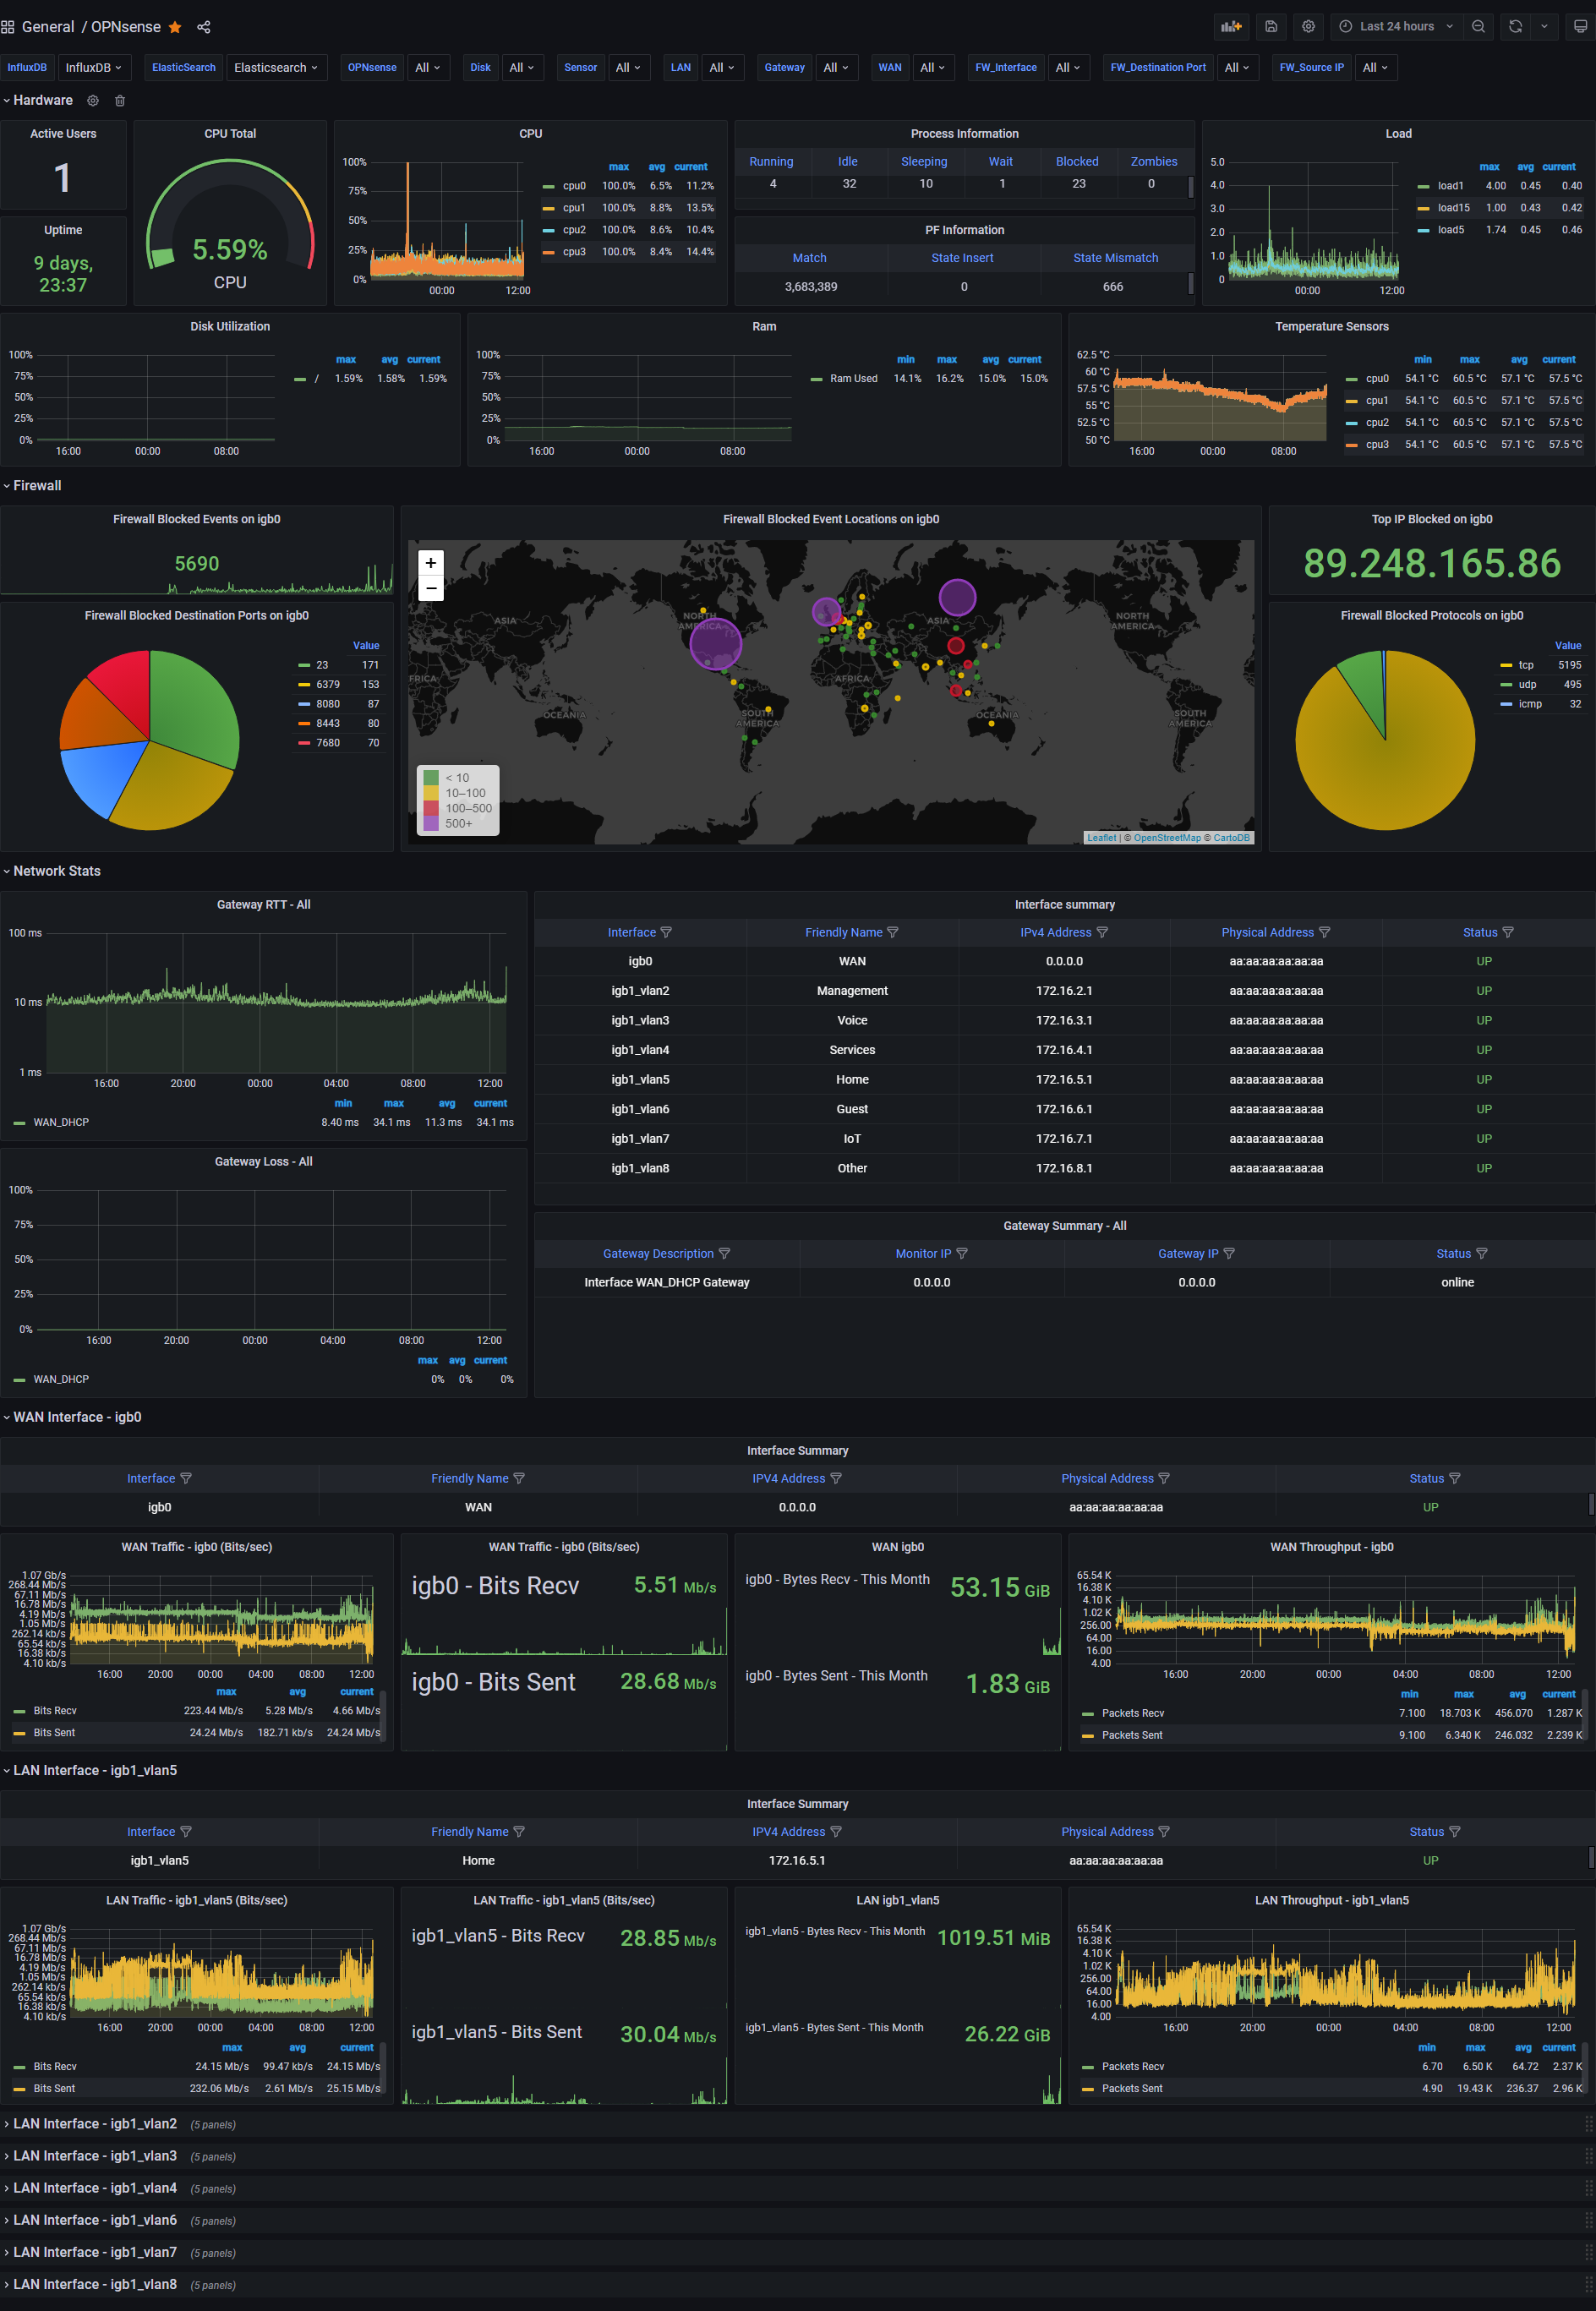 General / OPNsense
Last 24 hours
InfluxDB InfluxDB ElasticSearch Elasticsearch OPNsense All Disk All Sensor All LAN All Gateway All WAN All FW_Interface All FW_Destination Port All FW_Source IP All
Hardware
Active Users
1
Uptime
9 days,
23:37
CPU Total
5.59%
CPU
CPU
100%
75%
50%
25%
0%
00:00 12:00
max avg current
cpu0 100.0% 6.5% 11.2%
cpu1 100.0% 8.8% 13.5%
cpu2 100.0% 8.6% 10.4%
cpu3 100.0% 8.4% 14.4%
Process Information
Running Idle Sleeping Wait Blocked Zombies
4 32 10 1 23 0
PF Information
Match State Insert State Mismatch
3,683,389 0 666
Load
5.0
4.0
3.0
2.0
1.0
0
00:00 12:00
max avg current
load1 4.00 0.45 0.40
load15 1.00 0.43 0.42
load5 1.74 0.45 0.46
Disk Utilization
100%
75%
50%
25%
0%
16:00 00:00 08:00
max avg current
/ 1.59% 1.58% 1.59%
Ram
100%
75%
50%
25%
0%
16:00 00:00 08:00
min max avg current
Ram Used 14.1% 16.2% 15.0% 15.0%
Temperature Sensors
62.5 °C
60 °C
57.5 °C
55 °C
52.5 °C
50 °C
16:00 00:00 08:00
min max avg current
cpu0 54.1 °C 60.5 °C 57.1 °C 57.5 °C
cpu1 54.1 °C 60.5 °C 57.1 °C 57.5 °C
cpu2 54.1 °C 60.5 °C 57.1 °C 57.5 °C
cpu3 54.1 °C 60.5 °C 57.1 °C 57.5 °C
Firewall
Firewall Blocked Events on igb0
5690
Firewall Blocked Destination Ports on igb0
Value
23 171
6379 153
8080 87
8443 80
7680 70
Firewall Blocked Event Locations on igb0
+
−
ASIA
NORTH
AMERICA
ASIA
NORTH
AMERICA
FRICA
AFRICA
OCEANIA
SOUTH
AMERICA
OCEANIA
SOUTH
AMERICA
< 10
10–100
100–500
500+
Leaflet | © OpenStreetMap © CartoDB
Top IP Blocked on igb0
89.248.165.86
Firewall Blocked Protocols on igb0
Value
tcp 5195
udp 495
icmp 32
Network Stats
Gateway RTT - All
100 ms
10 ms
1 ms
16:00 20:00 00:00 04:00 08:00 12:00
min max avg current
WAN_DHCP 8.40 ms 34.1 ms 11.3 ms 34.1 ms
Gateway Loss - All
100%
75%
50%
25%
0%
16:00 20:00 00:00 04:00 08:00 12:00
max avg current
WAN_DHCP 0% 0% 0%
Interface summary
Interface Friendly Name IPv4 Address Physical Address Status
igb0 WAN 0.0.0.0 aa:aa:aa:aa:aa:aa UP
igb1_vlan2 Management 172.16.2.1 aa:aa:aa:aa:aa:aa UP
igb1_vlan3 Voice 172.16.3.1 aa:aa:aa:aa:aa:aa UP
igb1_vlan4 Services 172.16.4.1 aa:aa:aa:aa:aa:aa UP
igb1_vlan5 Home 172.16.5.1 aa:aa:aa:aa:aa:aa UP
igb1_vlan6 Guest 172.16.6.1 aa:aa:aa:aa:aa:aa UP
igb1_vlan7 IoT 172.16.7.1 aa:aa:aa:aa:aa:aa UP
igb1_vlan8 Other 172.16.8.1 aa:aa:aa:aa:aa:aa UP
Gateway Summary - All
Gateway Description Monitor IP Gateway IP Status
Interface WAN_DHCP Gateway 0.0.0.0 0.0.0.0 online
WAN Interface - igb0
Interface Summary
Interface Friendly Name IPV4 Address Physical Address Status
igb0 WAN 0.0.0.0 aa:aa:aa:aa:aa:aa UP
WAN Traffic - igb0 (Bits/sec)
1.07 Gb/s
268.44 Mb/s
67.11 Mb/s
16.78 Mb/s
4.19 Mb/s
1.05 Mb/s
262.14 kb/s
65.54 kb/s
16.38 kb/s
4.10 kb/s
16:00 20:00 00:00 04:00 08:00 12:00
max avg current
Bits Recv 223.44 Mb/s 5.28 Mb/s 4.66 Mb/s
Bits Sent 24.24 Mb/s 182.71 kb/s 24.24 Mb/s
WAN Traffic - igb0 (Bits/sec)
igb0 - Bits Recv 5.51 Mb/s
igb0 - Bits Sent 28.68 Mb/s
WAN igb0
igb0 - Bytes Recv - This Month 53.15 GiB
igb0 - Bytes Sent - This Month 1.83 GiB
WAN Throughput - igb0
65.54 K
16.38 K
4.10 K
1.02 K
256.00
64.00
16.00
4.00
16:00 20:00 00:00 04:00 08:00 12:00
min max avg current
Packets Recv 7.100 18.703 K 456.070 1.287 K
Packets Sent 9.100 6.340 K 246.032 2.239 K
LAN Interface - igb1_vlan5
Interface Summary
Interface Friendly Name IPV4 Address Physical Address Status
igb1_vlan5 Home 172.16.5.1 aa:aa:aa:aa:aa:aa UP
LAN Traffic - igb1_vlan5 (Bits/sec)
1.07 Gb/s
268.44 Mb/s
67.11 Mb/s
16.78 Mb/s
4.19 Mb/s
1.05 Mb/s
262.14 kb/s
65.54 kb/s
16.38 kb/s
4.10 kb/s
16:00 20:00 00:00 04:00 08:00 12:00
max avg current
Bits Recv 24.15 Mb/s 99.47 kb/s 24.15 Mb/s
Bits Sent 232.06 Mb/s 2.61 Mb/s 25.15 Mb/s
LAN Traffic - igb1_vlan5 (Bits/sec)
igb1_vlan5 - Bits Recv 28.85 Mb/s
igb1_vlan5 - Bits Sent 30.04 Mb/s
LAN igb1_vlan5
igb1_vlan5 - Bytes Recv - This Month 1019.51 MiB
igb1_vlan5 - Bytes Sent - This Month 26.22 GiB
LAN Throughput - igb1_vlan5
65.54 K
16.38 K
4.10 K
1.02 K
256.00
64.00
16.00
4.00
16:00 20:00 00:00 04:00 08:00 12:00
min max avg current
Packets Recv 6.70 6.50 K 64.72 2.37 K
Packets Sent 4.90 19.43 K 236.37 2.96 K
LAN Interface - igb1_vlan2 (5 panels)
LAN Interface - igb1_vlan3 (5 panels)
LAN Interface - igb1_vlan4 (5 panels)
LAN Interface - igb1_vlan6 (5 panels)
LAN Interface - igb1_vlan7 (5 panels)
LAN Interface - igb1_vlan8 (5 panels)